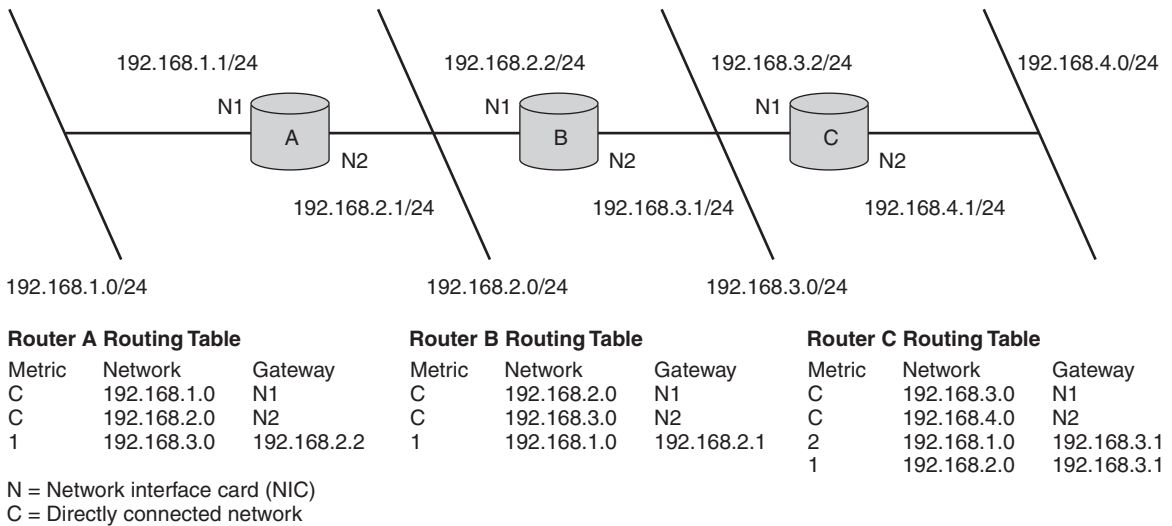 192.168.1.1/24 192.168.2.2/24 192.168.3.2/24 192.168.4.0/24
N1 N1 N1
A B C
N2 N2 N2
192.168.2.1/24 192.168.3.1/24 192.168.4.1/24
192.168.1.0/24 192.168.2.0/24 192.168.3.0/24
Router A Routing Table
Metric Network Gateway
C 192.168.1.0 N1
C 192.168.2.0 N2
1 192.168.3.0 192.168.2.2
Router B Routing Table
Metric Network Gateway
C 192.168.2.0 N1
C 192.168.3.0 N2
1 192.168.1.0 192.168.2.1
Router C Routing Table
Metric Network Gateway
C 192.168.3.0 N1
C 192.168.4.0 N2
2 192.168.1.0 192.168.3.1
1 192.168.2.0 192.168.3.1
N = Network interface card (NIC)
C = Directly connected network